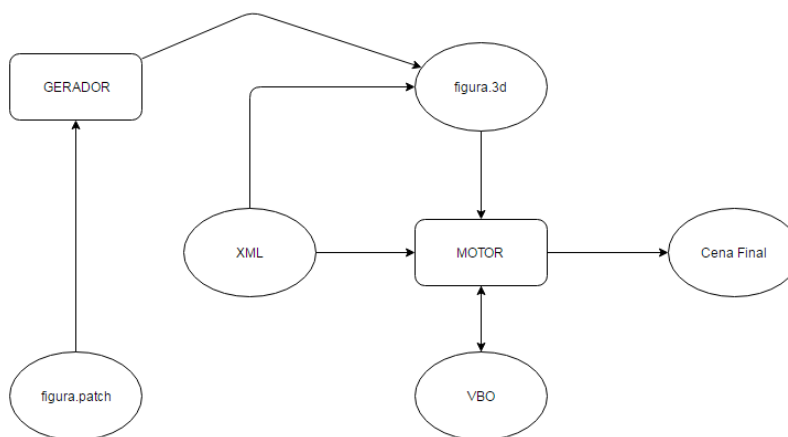 GERADOR
figura.3d
XML
MOTOR
Cena Final
figura.patch
VBO